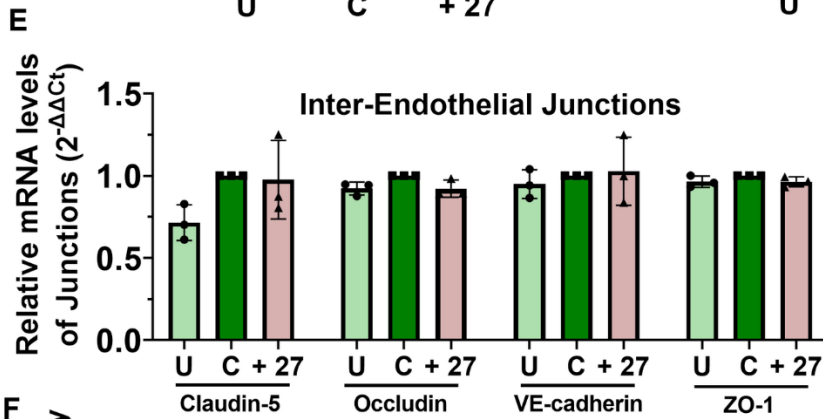 U C + 27 U
E
Relative mRNA levels
of Junctions (2-ΔΔCt)
Inter-Endothelial Junctions
1.5
1.0
0.5
0.0
U C + 27 U C + 27 U C + 27 U C + 27
Claudin-5 Occludin VE-cadherin ZO-1
F